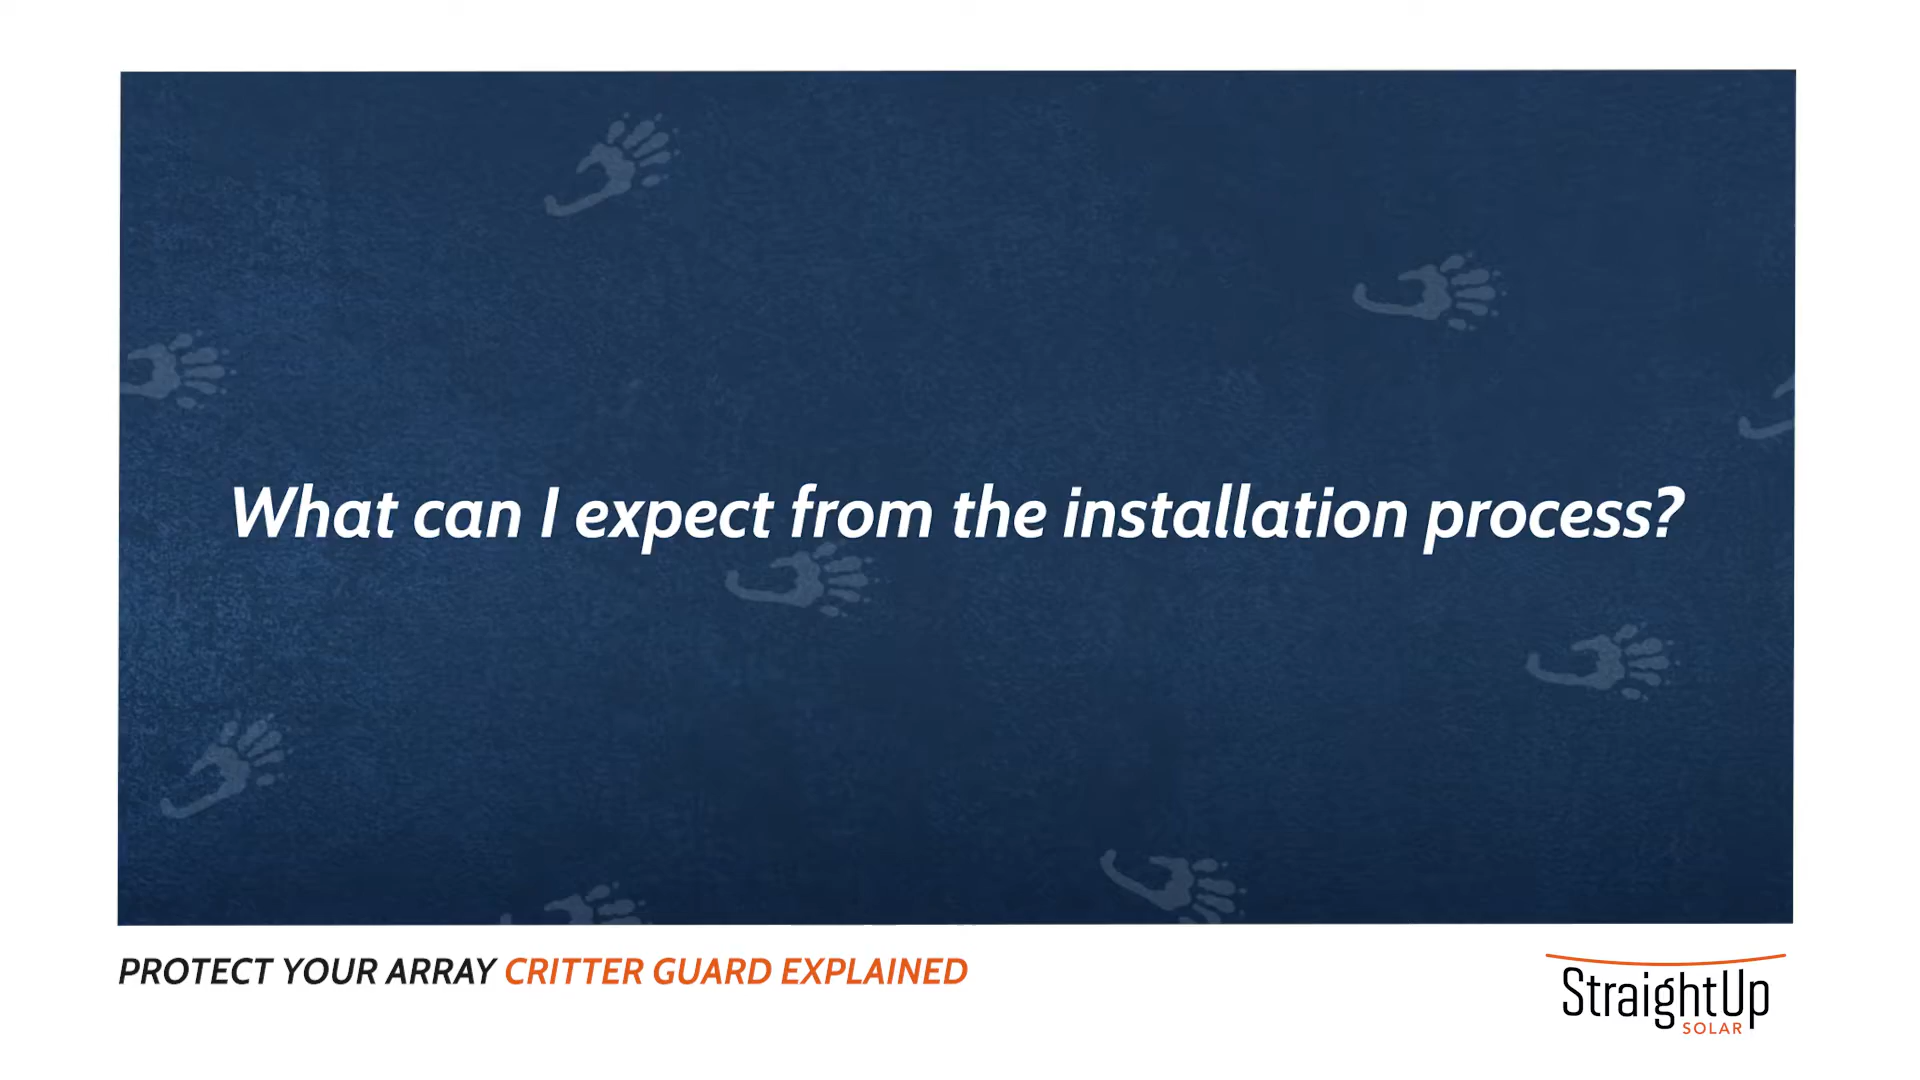 What can I expect from the installation process?
PROTECT YOUR ARRAY CRITTER GUARD EXPLAINED
StraightUp
SOLAR